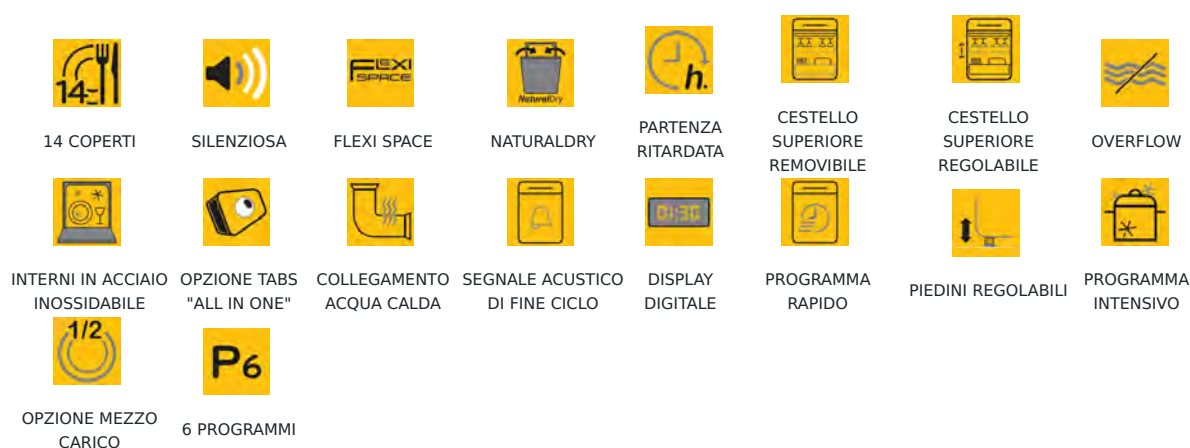 14
FLEXI
SPACE
NaturalDry
h.
14 COPERTI
SILENZIOSA
FLEXI SPACE
NATURALDRY
PARTENZA
RITARDATA
CESTELLO
SUPERIORE
REMOVIBILE
CESTELLO
SUPERIORE
REGOLABILE
OVERFLOW
01:30
INTERNI IN ACCIAIO
INOSSIDABILE
OPZIONE TABS
"ALL IN ONE"
COLLEGAMENTO
ACQUA CALDA
SEGNALE ACUSTICO
DI FINE CICLO
DISPLAY
DIGITALE
PROGRAMMA
RAPIDO
PIEDINI REGOLABILI
PROGRAMMA
INTENSIVO
1/2
P6
OPZIONE MEZZO
CARICO
6 PROGRAMMI